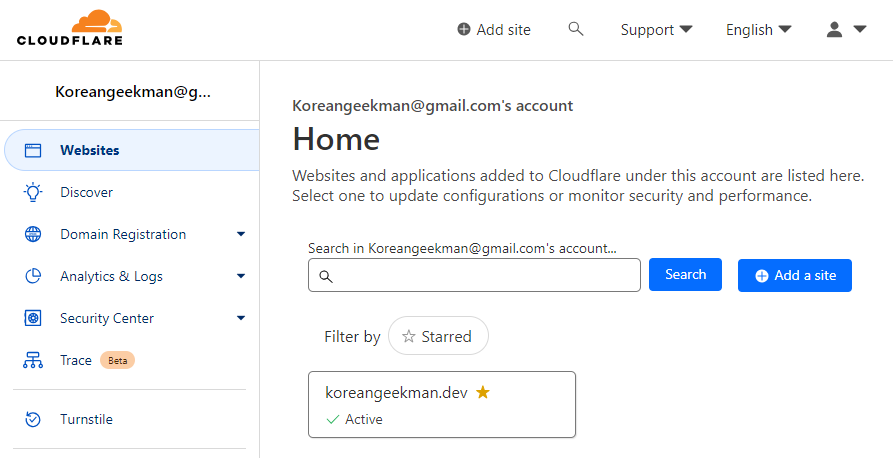 CLOUDFLARE
Add site
Support
English
Koreangeekman@g...
Websites
Discover
Domain Registration
Analytics & Logs
Security Center
Trace Beta
Turnstile
Koreangeekman@gmail.com's account
Home
Websites and applications added to Cloudflare under this account are listed here.
Select one to update configurations or monitor security and performance.
Search in Koreangeekman@gmail.com's account...
Search
Add a site
Filter by Starred
koreangeekman.dev
Active